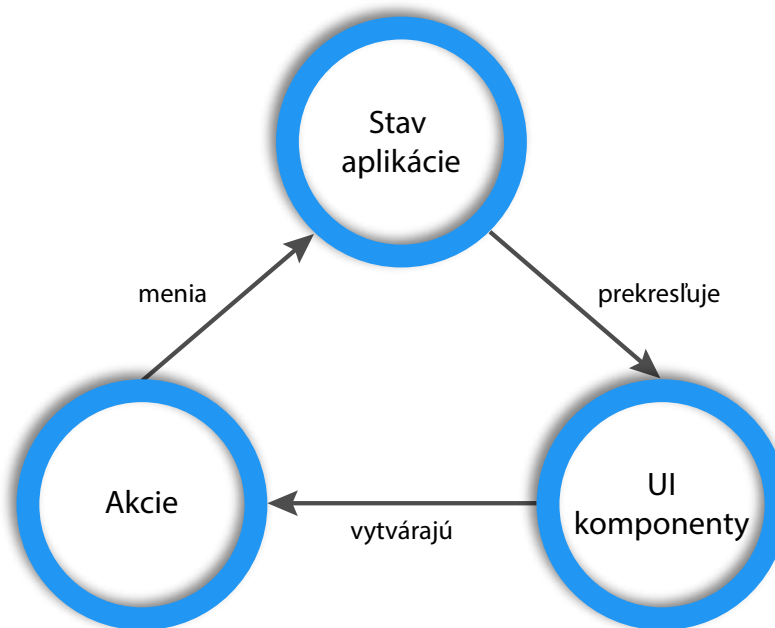 Stav
aplikácie
menia
prekresľuje
Akcie
vytvárajú
UI
komponenty